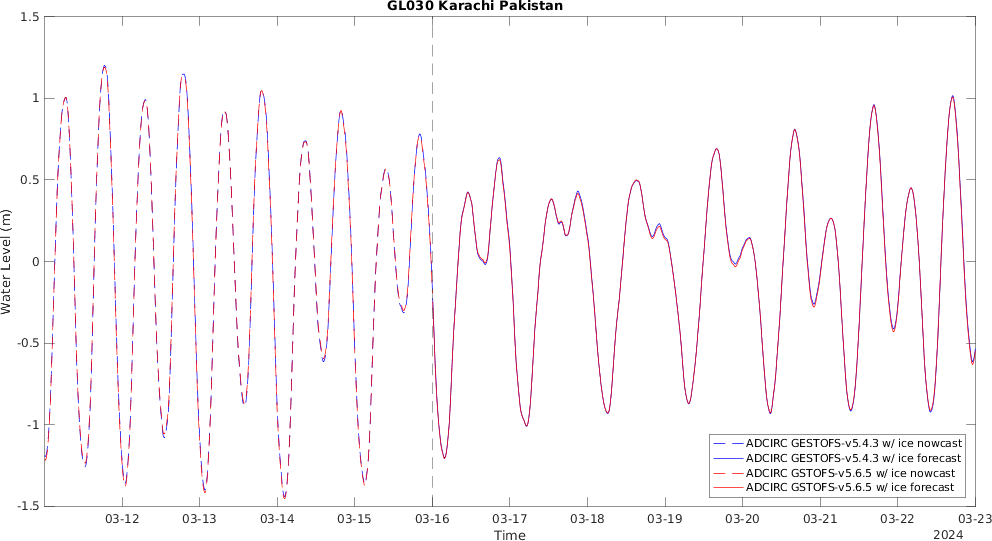 GL030 Karachi Pakistan
1.5
1
0.5
0
-0.5
-1
-1.5
Water Level (m)
03-12 03-13 03-14 03-15 03-16 03-17 03-18 03-19 03-20 03-21 03-22 03-23
Time
2024
ADCIRC GESTOFS-v5.4.3 w/ ice nowcast
ADCIRC GESTOFS-v5.4.3 w/ ice forecast
ADCIRC GSTOFS-v5.6.5 w/ ice nowcast
ADCIRC GSTOFS-v5.6.5 w/ ice forecast